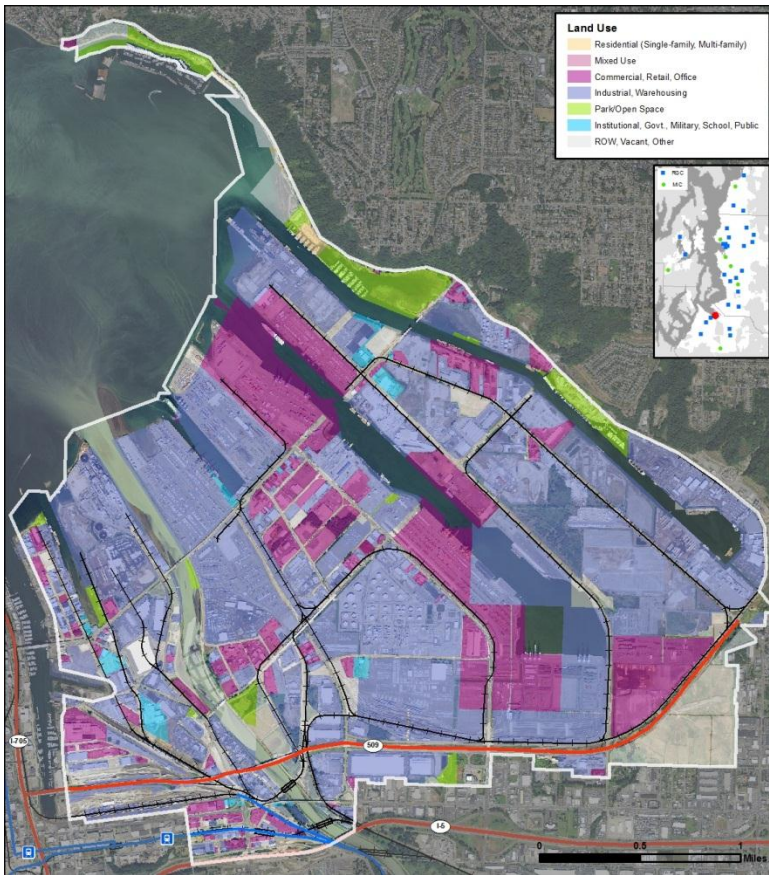 Land Use
Residential (Single-family, Multi-family)
Mixed Use
Commercial, Retail, Office
Industrial, Warehousing
Park/Open Space
Institutional, Govt., Military, School, Public
ROW, Vacant, Other
RGC
MIC
I-705
509
I-5
0 0.5 1
Miles